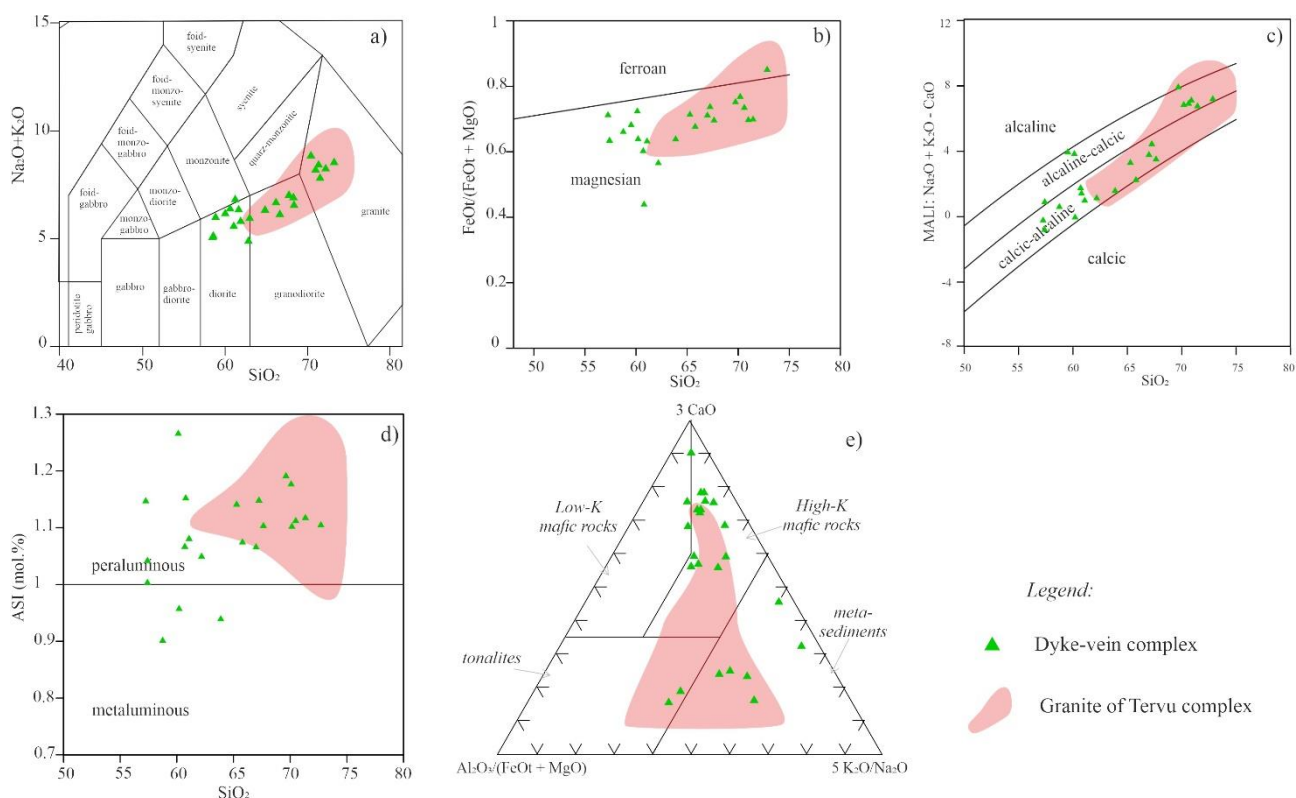 a)
15
10
5
0
Na₂O+K₂O
40
50
60
70
80
SiO₂
foid-
syenite
foid-
monzo-
syenite
syenite
foid-
monzo-
gabbro
monzonite
quarz-monzonite
foid-
gabbro
monzo-
diorite
monzo-
gabbro
granite
peridotite
gabbro
gabbro
gabbro-
diorite
diorite
granodiorite
b)
1
0.8
0.6
0.4
0.2
0
FeOt/(FeOt + MgO)
ferroan
magnesian
50
60
70
80
SiO₂
c)
12
8
4
0
-4
-8
MALI: Na₂O + K₂O - CaO
alcaline
alcaline-calcic
calcic-alcaline
calcic
50
55
60
65
70
75
80
SiO₂
d)
1.3
1.2
1.1
1
0.9
0.8
0.7
ASI (mol.%)
peraluminous
metaluminous
50
55
60
65
70
75
80
SiO₂
e)
3 CaO
Low-K
mafic rocks
High-K
mafic rocks
meta-
sediments
tonalites
Al₂O₃/(FeOt + MgO)
5 K₂O/Na₂O
Legend:
Dyke-vein complex
Granite of Tervu complex